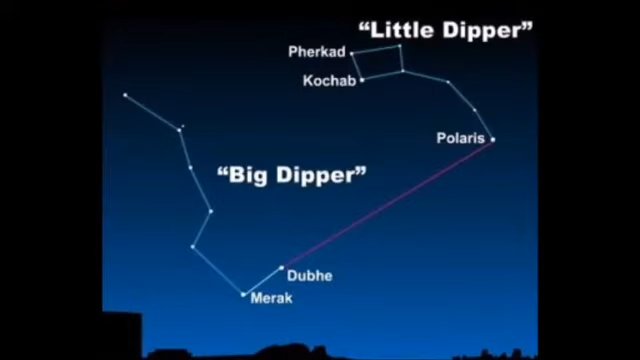 “Little Dipper”
Pherkad
Kochab
Polaris
“Big Dipper”
Dubhe
Merak